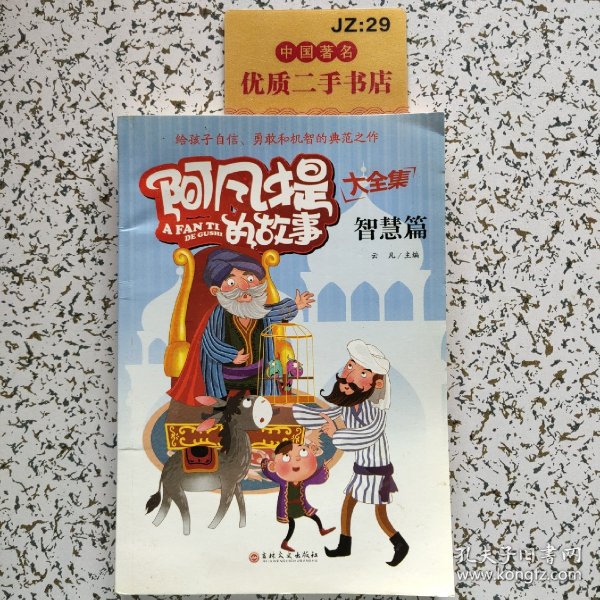 JZ:29
中国著名
优质二手书店
给孩子自信、勇敢和机智的典范之作
阿凡提
大全集
A FAN TI
DE GUSHI
的故事
智慧篇
云 凡/主编
吉林文史出版社
孔夫子旧书网
www.kongfz.com